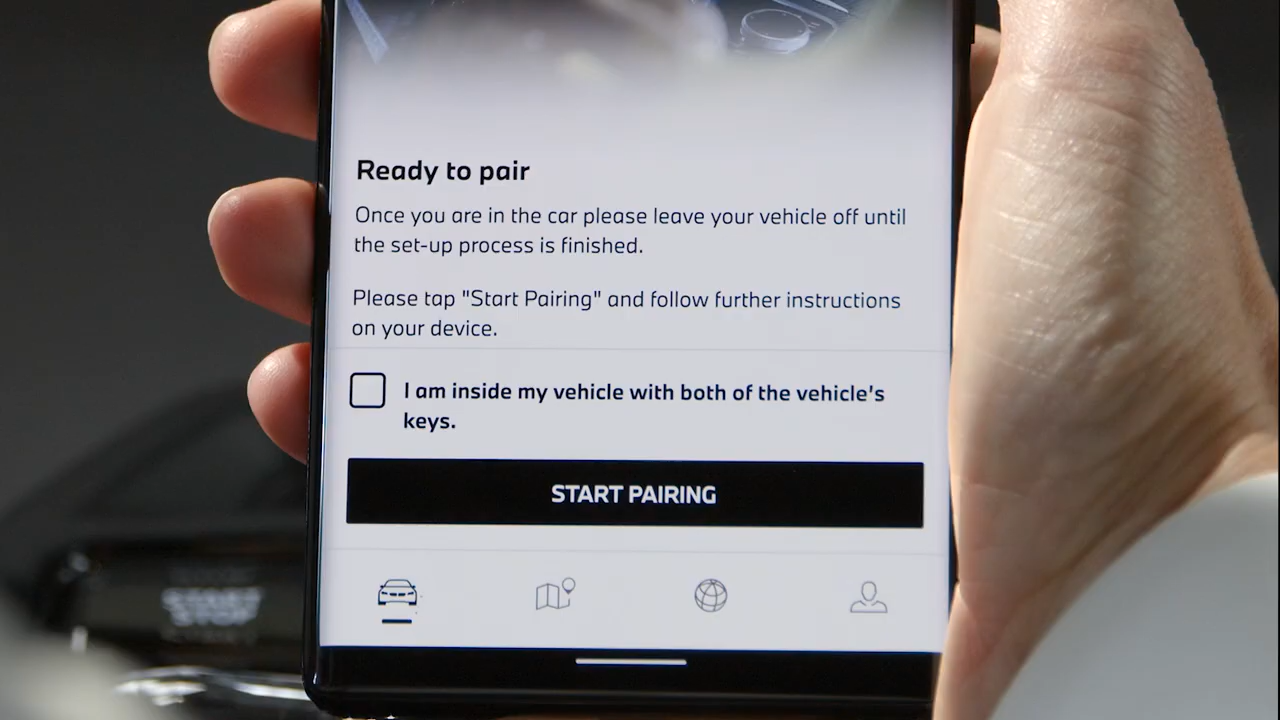 Ready to pair
Once you are in the car please leave your vehicle off until
the set-up process is finished.
Please tap "Start Pairing" and follow further instructions
on your device.
I am inside my vehicle with both of the vehicle's
keys.
START PAIRING
START
STOP